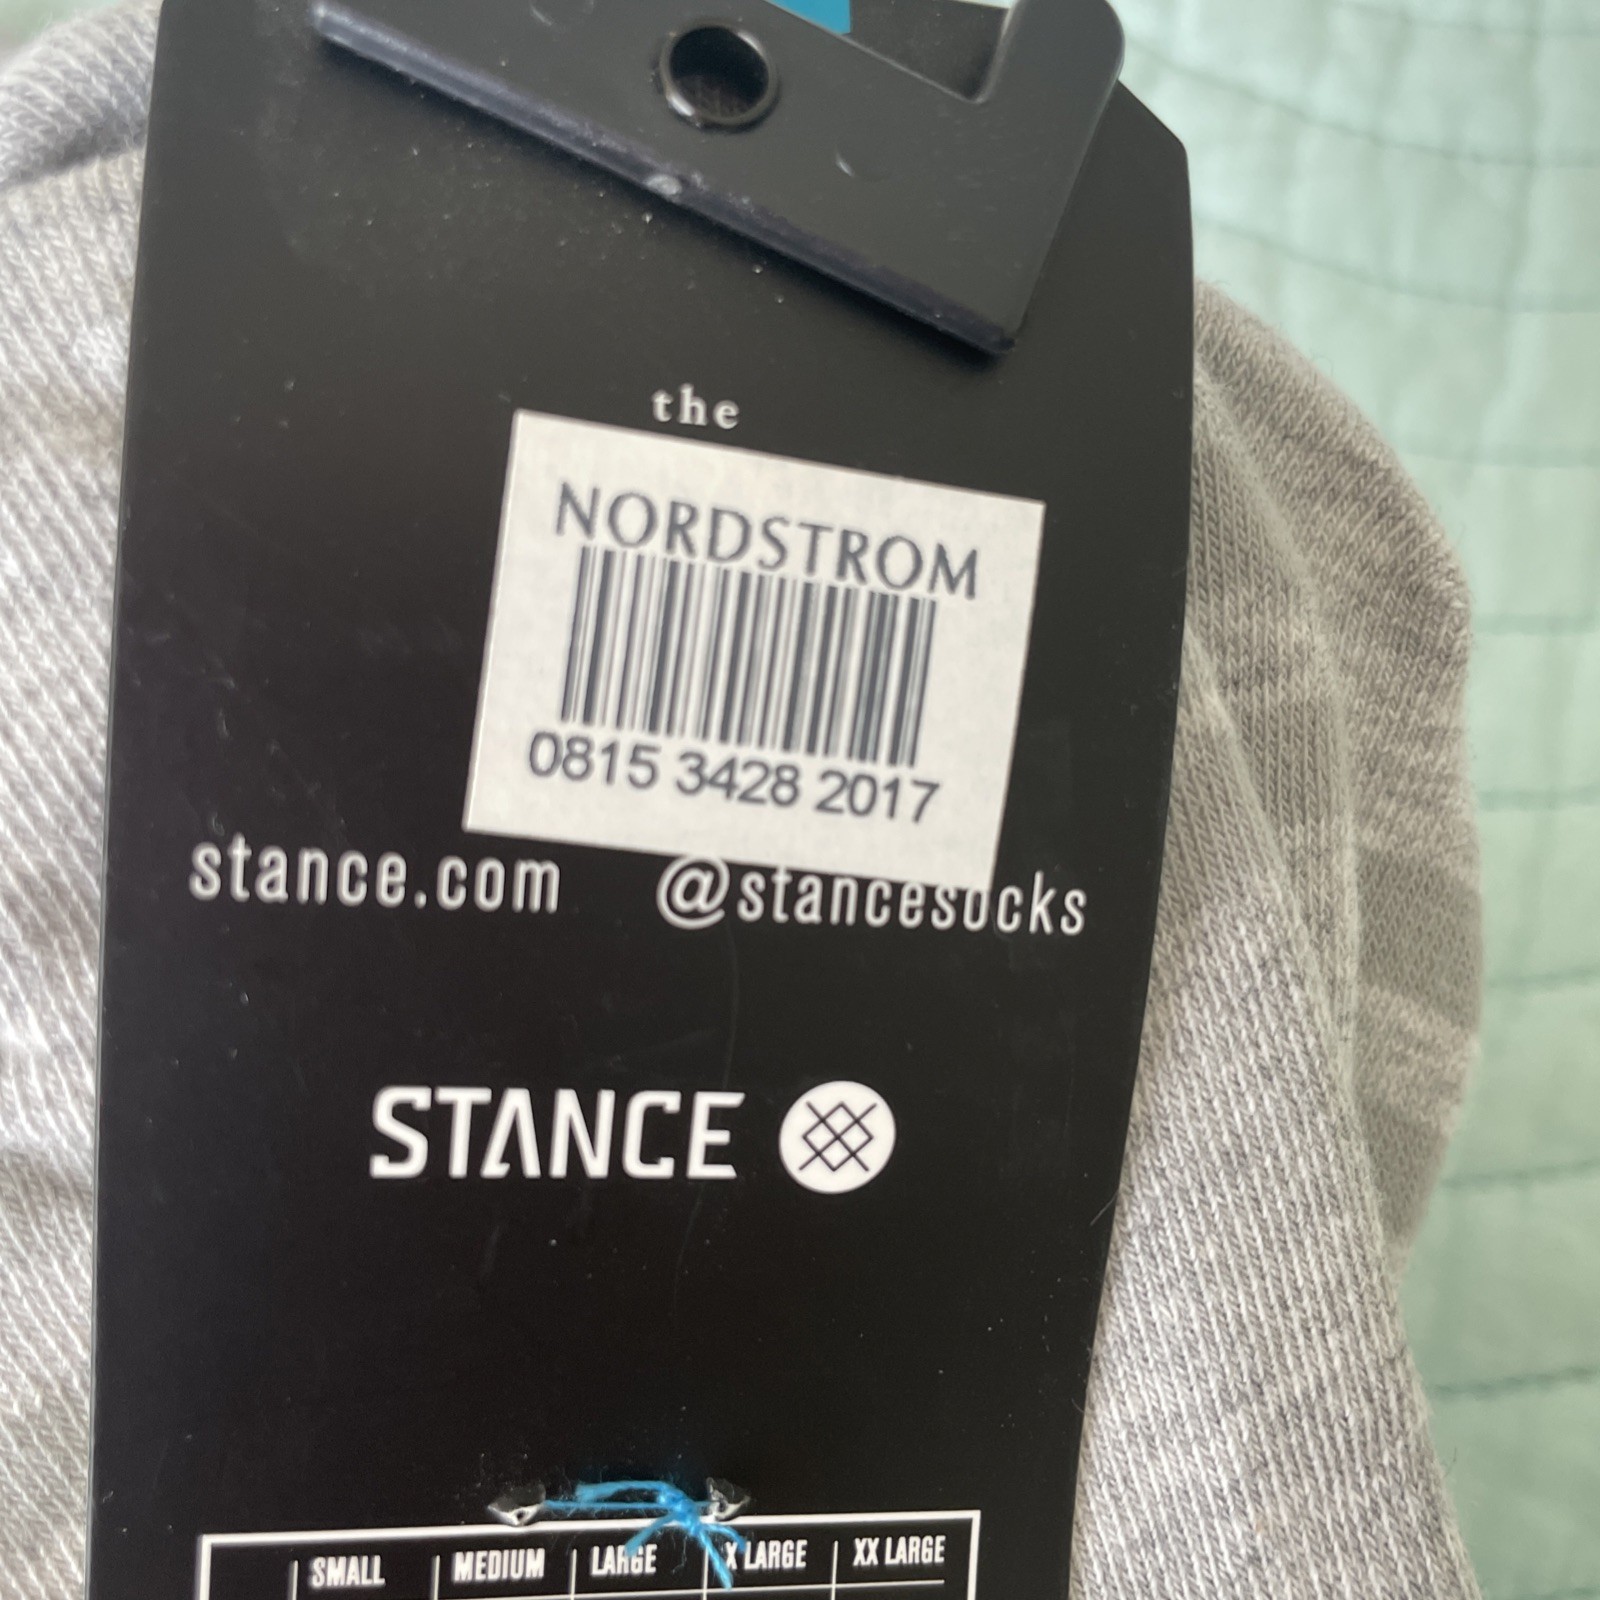 the
NORDSTROM
0815 3428 2017
stance.com @stancesocks
STANCE
SMALL MEDIUM LARGE X LARGE XX LARGE